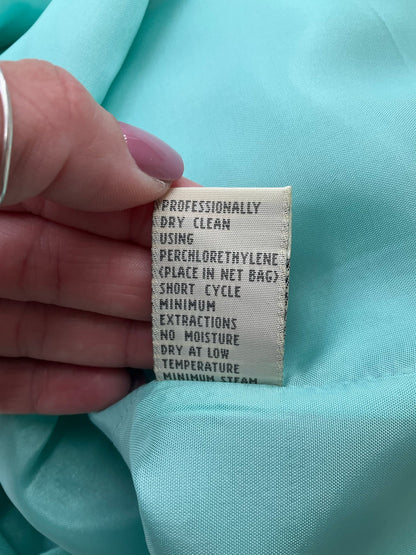 PROFESSIONALLY
DRY CLEAN
USING
PERCHLORETHYLENE
(PLACE IN NET BAG)
SHORT CYCLE
MINIMUM
EXTRACTIONS
NO MOISTURE
DRY AT LOW
TEMPERATURE
MINIMUM STEAM